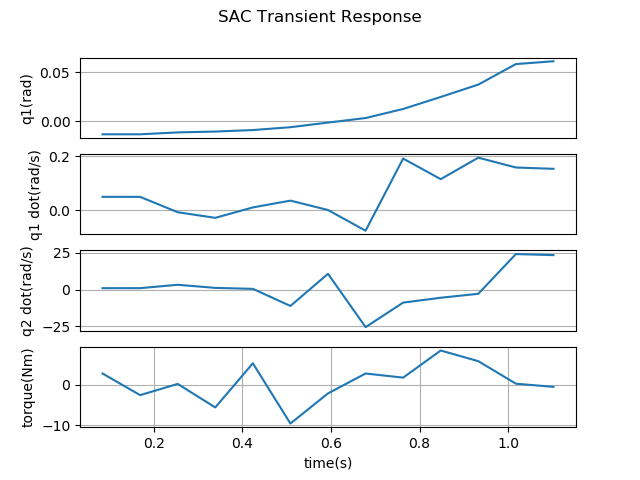 SAC Transient Response
q1(rad)
0.05
0.00
q1 dot(rad/s)
0.2
0.0
q2 dot(rad/s)
25
0
−25
torque(Nm)
0
−10
0.2 0.4 0.6 0.8 1.0
time(s)